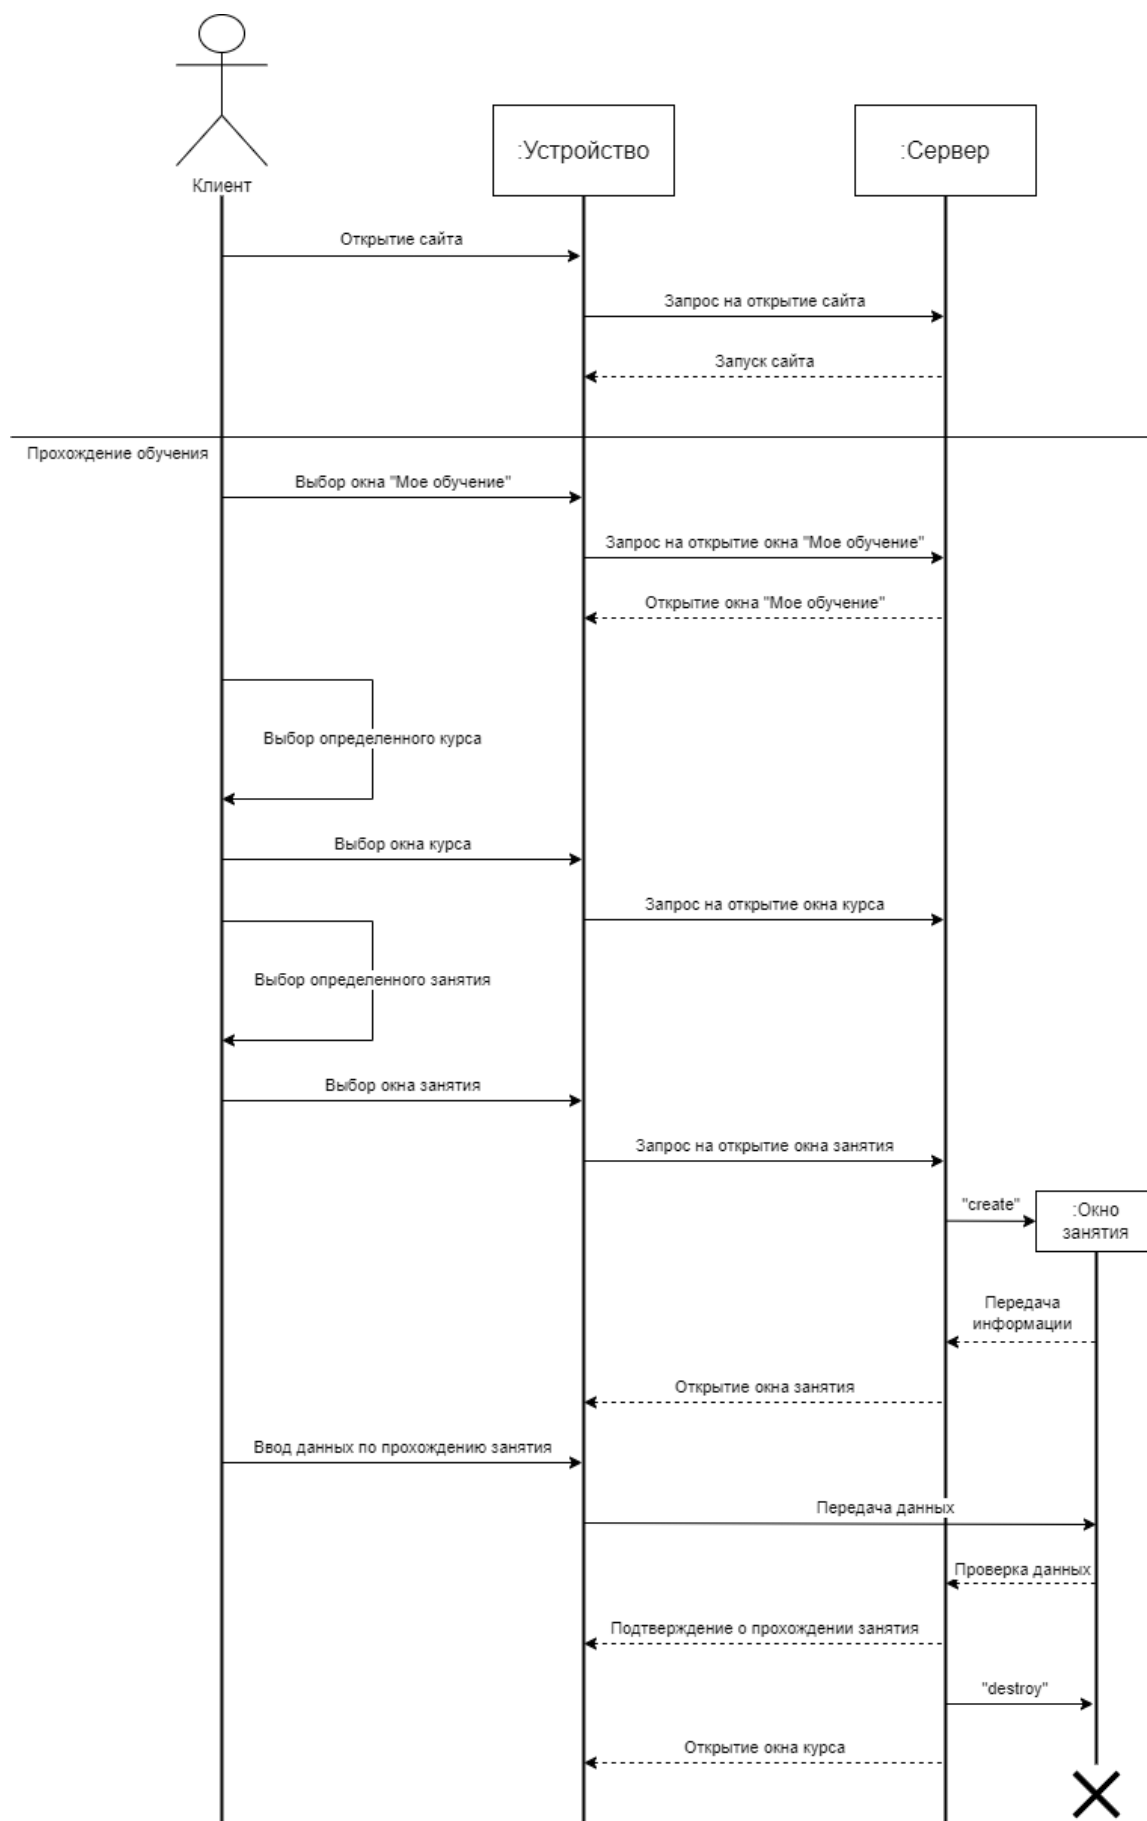 Клиент
:Устройство
:Сервер
Открытие сайта
Запрос на открытие сайта
Запуск сайта
Прохождение обучения
Выбор окна "Мое обучение"
Запрос на открытие окна "Мое обучение"
Открытие окна "Мое обучение"
Выбор определенного курса
Выбор окна курса
Запрос на открытие окна курса
Выбор определенного занятия
Выбор окна занятия
Запрос на открытие окна занятия
"create"
:Окно
занятия
Передача
информации
Открытие окна занятия
Ввод данных по прохождению занятия
Передача данных
Проверка данных
Подтверждение о прохождении занятия
"destroy"
Открытие окна курса